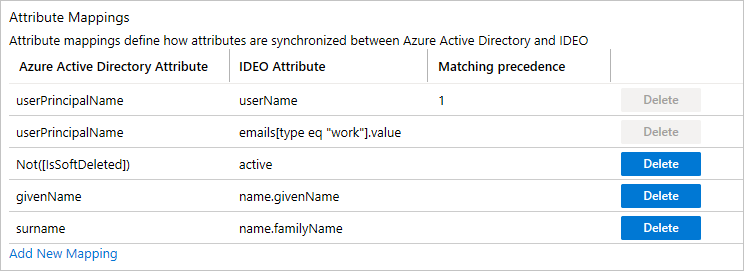 Attribute Mappings
Attribute mappings define how attributes are synchronized between Azure Active Directory and IDEO
Azure Active Directory Attribute IDEO Attribute Matching precedence
userPrincipalName userName 1 Delete
userPrincipalName emails[type eq "work"].value Delete
Not([IsSoftDeleted]) active Delete
givenName name.givenName Delete
surname name.familyName Delete
Add New Mapping